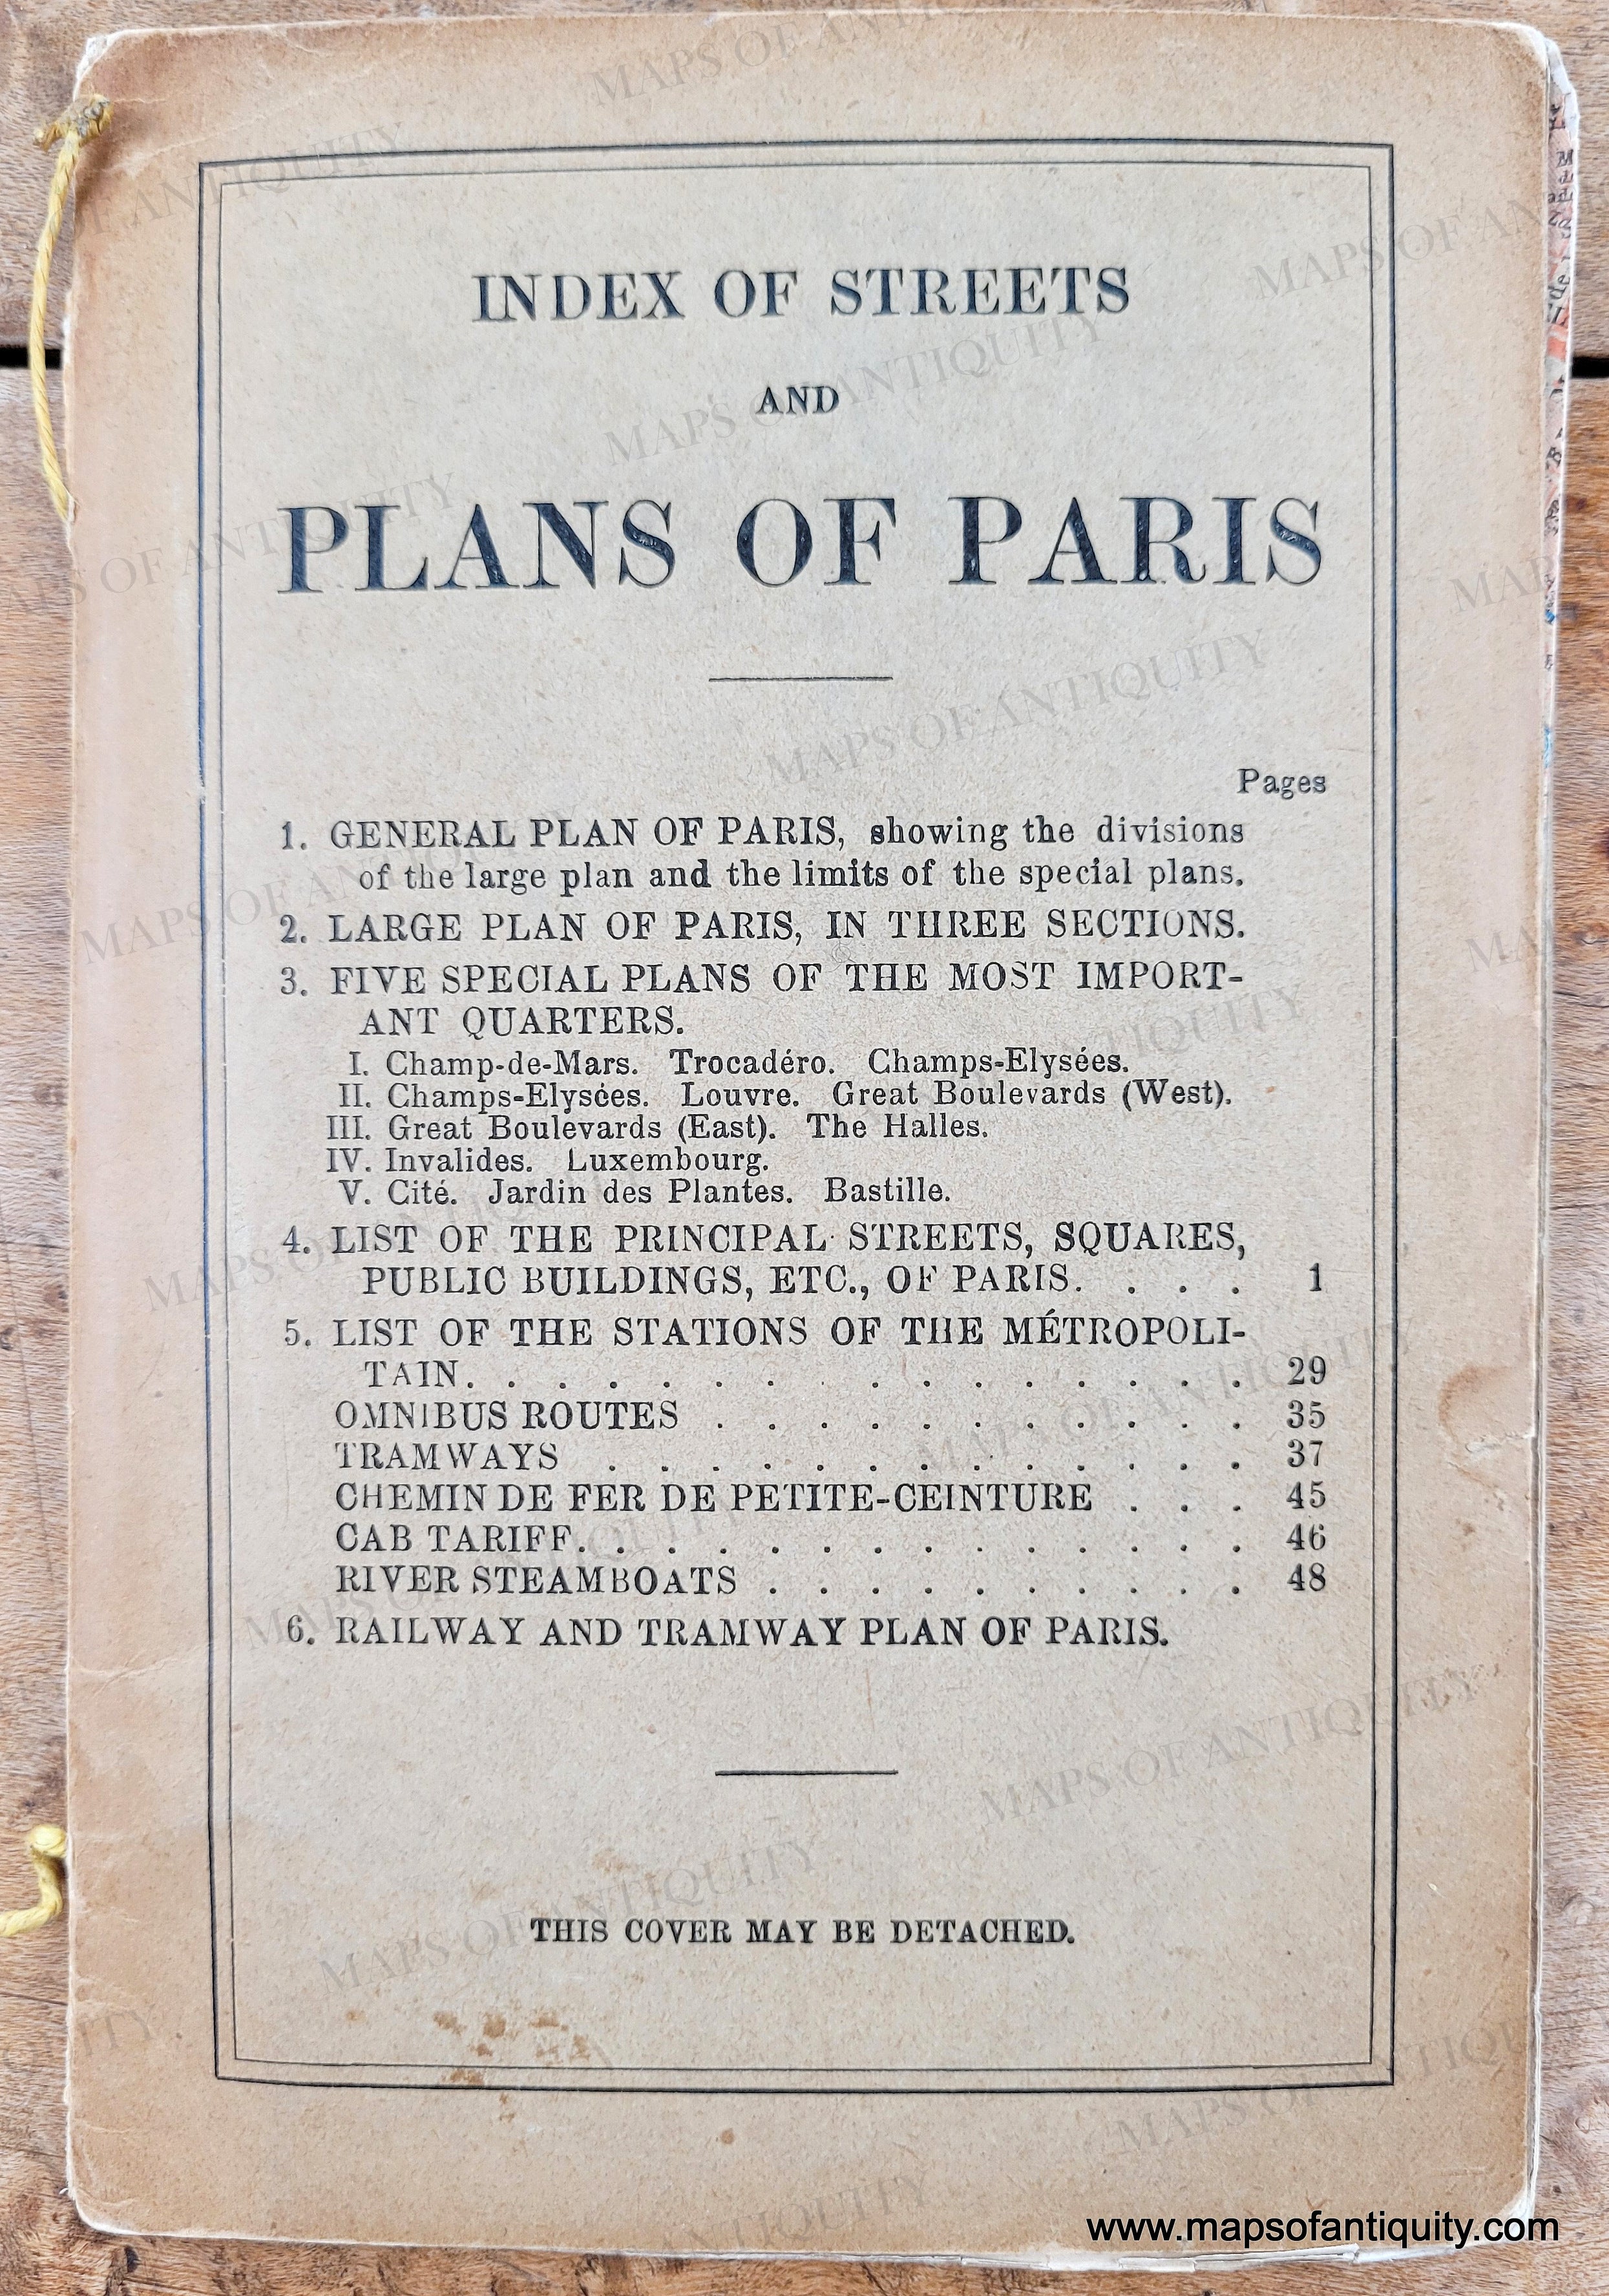 INDEX OF STREETS
AND
PLANS OF PARIS
Pages
1. GENERAL PLAN OF PARIS, showing the divisions
of the large plan and the limits of the special plans.
2. LARGE PLAN OF PARIS, IN THREE SECTIONS.
3. FIVE SPECIAL PLANS OF THE MOST IMPORT-
ANT QUARTERS.
I. Champ-de-Mars. Trocadéro. Champs-Elysées.
II. Champs-Elysées. Louvre. Great Boulevards (West).
III. Great Boulevards (East). The Halles.
IV. Invalides. Luxembourg.
V. Cité. Jardin des Plantes. Bastille.
4. LIST OF THE PRINCIPAL STREETS, SQUARES,
PUBLIC BUILDINGS, ETC., OF PARIS. . . . 1
5. LIST OF THE STATIONS OF THE MÉTROPOLI-
TAIN. . . . . . . . . . . . . . . . 29
OMNIBUS ROUTES . . . . . . . . . . . 35
TRAMWAYS . . . . . . . . . . . . . 37
CHEMIN DE FER DE PETITE-CEINTURE . . . 45
CAB TARIFF. . . . . . . . . . . . . . 46
RIVER STEAMBOATS . . . . . . . . . . 48
6. RAILWAY AND TRAMWAY PLAN OF PARIS.
THIS COVER MAY BE DETACHED.
www.mapsofantiquity.com
MAPS OF ANTIQUITY